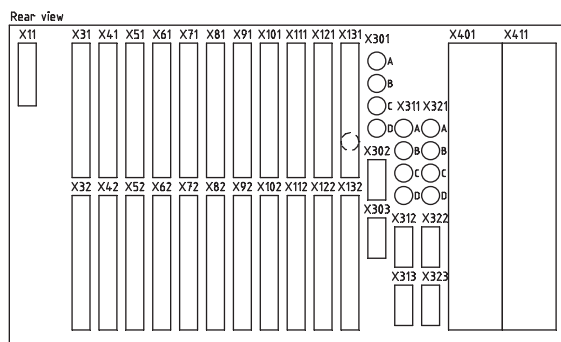 Rear view
X11 X31 X41 X51 X61 X71 X81 X91 X101 X111 X121 X131 X301 X401 X411
A
B
C
D
X311 X321
A A
B B
C C
D D
X302
X32 X42 X52 X62 X72 X82 X92 X102 X112 X122 X132
X303
X312 X322
X313 X323